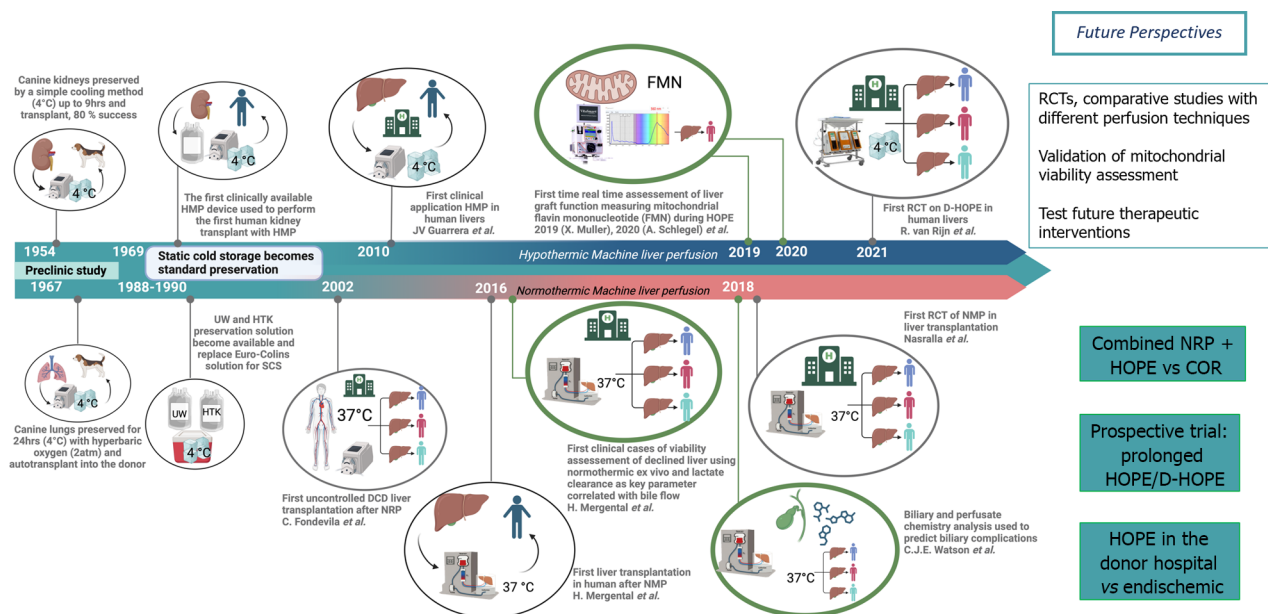 Future Perspectives
RCTs, comparative studies with
different perfusion techniques
Validation of mitochondrial
viability assessment
Test future therapeutic
interventions
Canine kidneys preserved
by a simple cooling method
(4°C) up to 9hrs and
transplant, 80 % success
4 °C
4 °C
The first clinically available
HMP device used to perform
the first human kidney
transplant with HMP
4 °C
First clinical
application HMP in
human livers
JV Guarrera et al.
FMN
First time real time assessment of liver
graft function measuring mitochondrial
flavin mononucleotide (FMN) during HOPE
2019 (X. Muller), 2020 (A. Schlegel) et al.
H
4 °C
First RCT on D-HOPE in
human livers
R. van Rijn et al.
1954
1969
2010
Hypothermic Machine liver perfusion
2019
2020
2021
Static cold storage becomes
standard preservation
Preclinic study
1967
1988-1990
2002
2016
Normothermic Machine liver perfusion
2018
4 °C
Canine lungs preserved for
24hrs (4°C) with hyperbaric
oxygen (2atm) and
autotransplant into the donor
UW and HTK
preservation solution
become available and
replace Euro-Colins
solution for SCS
UW
HTK
4 °C
H
37°C
First uncontrolled DCD liver
transplantation after NRP
C. Fondevila et al.
37 °C
First liver transplantation
in human after NMP
H. Mergental et al.
H
37°C
First clinical cases of viability
assessment of declined liver using
normothermic ex vivo and lactate
clearance as key parameter
correlated with bile flow
H. Mergental et al.
First RCT of NMP in
liver transplantation
Nasralla
et al.
H
37°C
Biliary and perfusate
chemistry analysis used to
predict biliary complications
C.J.E. Watson et al.
37°C
Combined NRP +
HOPE vs COR
Prospective trial:
prolonged
HOPE/D-HOPE
HOPE in the
donor hospital
vs endischemic